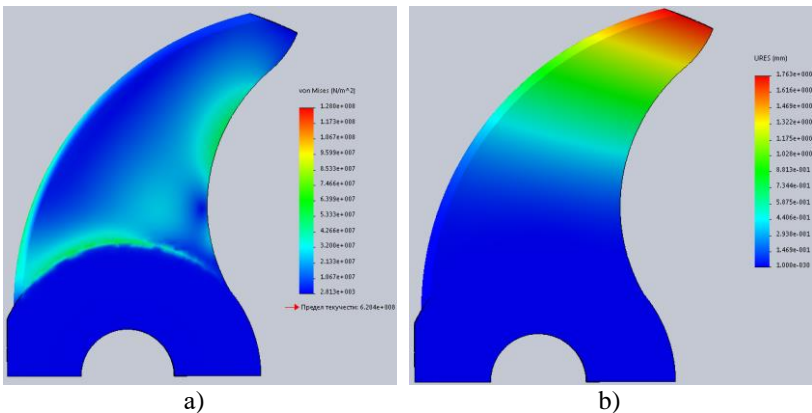 von Mises (N/m^2)
1.280e+008
1.173e+008
1.067e+008
9.599e+007
8.533e+007
7.466e+007
6.399e+007
5.333e+007
4.266e+007
3.200e+007
2.133e+007
1.067e+007
2.813e+003
Предел текучести: 6.204e+008
URES (mm)
1.763e+000
1.616e+000
1.469e+000
1.322e+000
1.175e+000
1.028e+000
8.813e-001
7.344e-001
5.875e-001
4.406e-001
2.938e-001
1.469e-001
1.000e-030
a)
b)